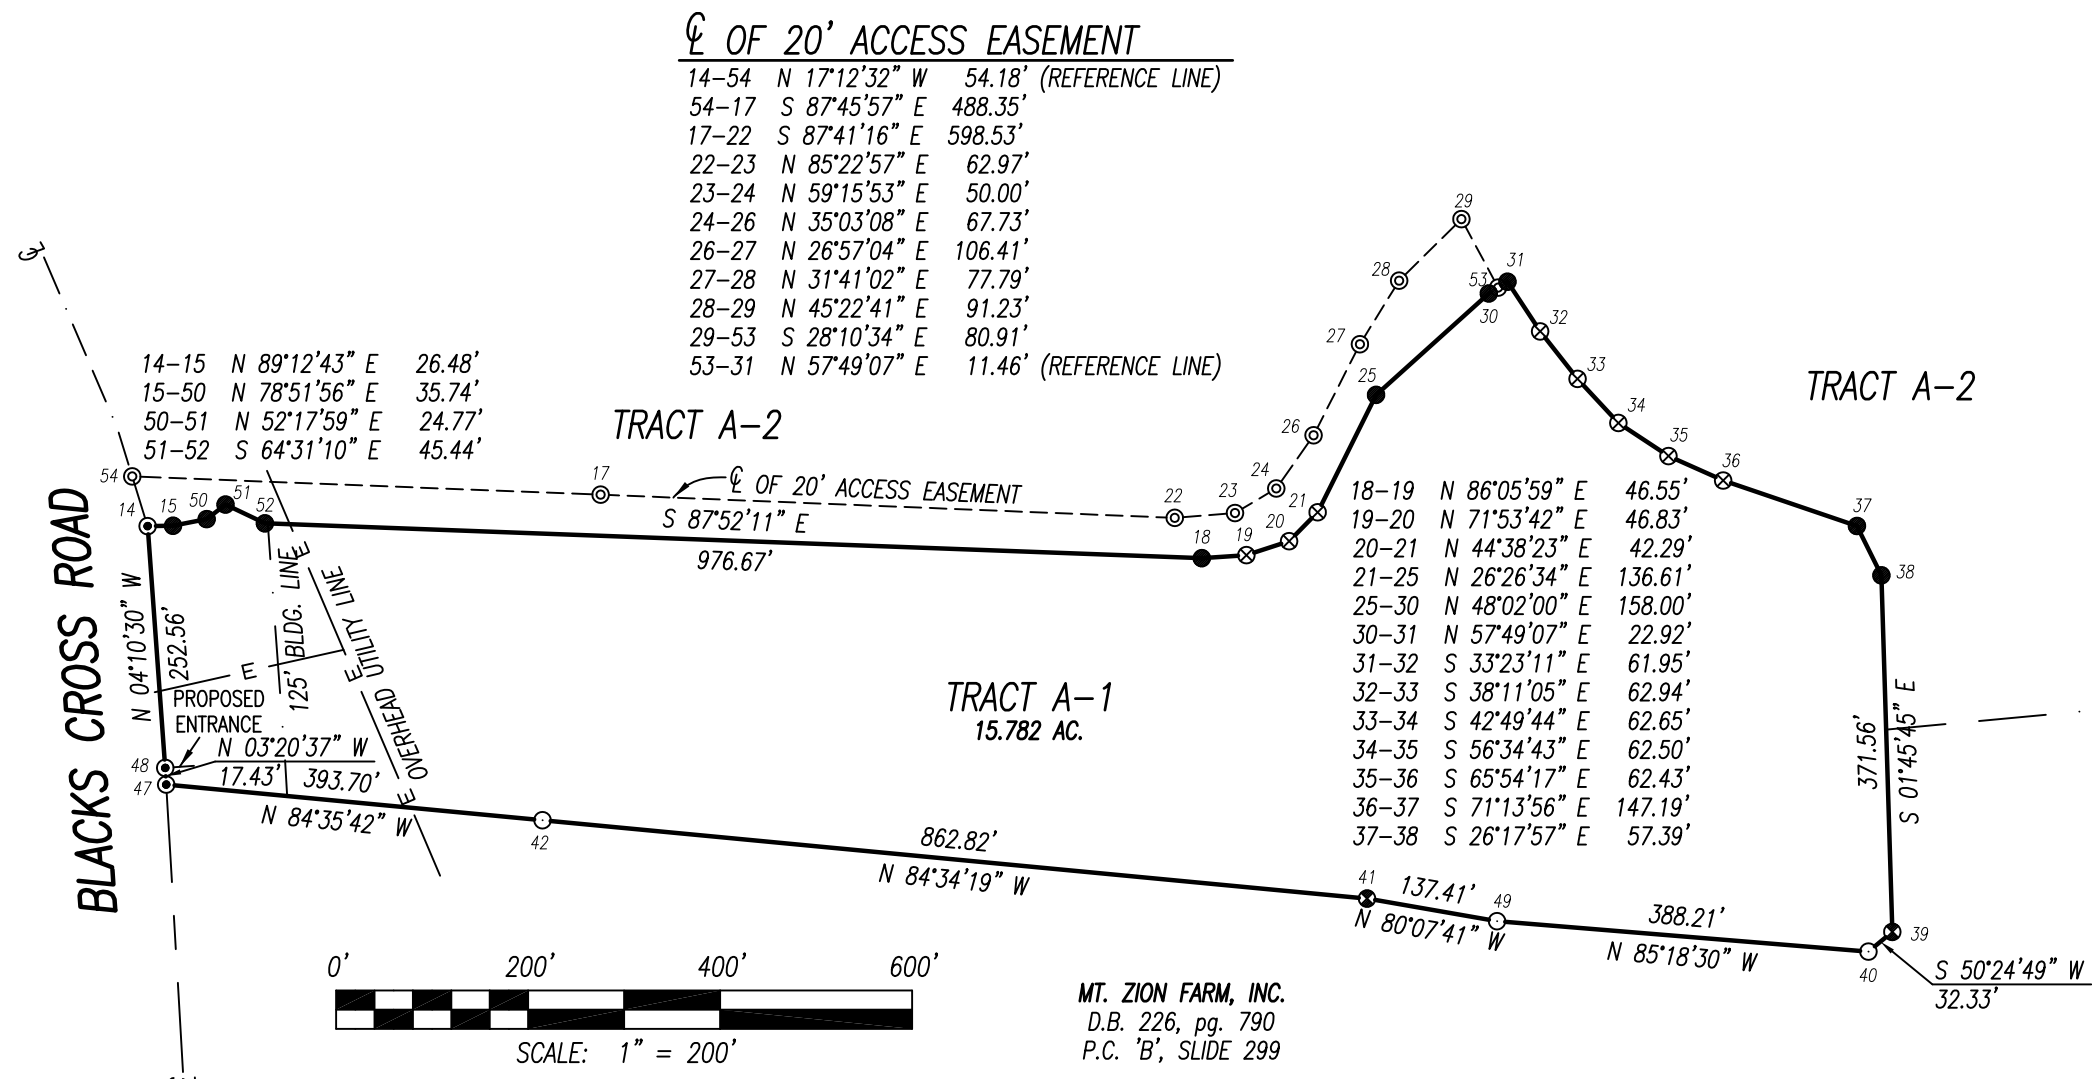 ℄ OF 20' ACCESS EASEMENT
14-54 N 17°12'32" W 54.18' (REFERENCE LINE)
54-17 S 87°45'57" E 488.35'
17-22 S 87°41'16" E 598.53'
22-23 N 85°22'57" E 62.97'
23-24 N 59°15'53" E 50.00'
24-26 N 35°03'08" E 67.73'
26-27 N 26°57'04" E 106.41'
27-28 N 31°41'02" E 77.79'
28-29 N 45°22'41" E 91.23'
29-53 S 28°10'34" E 80.91'
53-31 N 57°49'07" E 11.46' (REFERENCE LINE)
℄
14-15 N 89°12'43" E 26.48'
15-50 N 78°51'56" E 35.74'
50-51 N 52°17'59" E 24.77'
51-52 S 64°31'10" E 45.44'
TRACT A-2
TRACT A-2
29
28
53
31
30
32
27
33
25
34
26
35
36
24
23
22
21
20
19
18
17
54
14
15
50
51
52
37
38
℄ OF 20' ACCESS EASEMENT
S 87°52'11" E
976.67'
18-19 N 86°05'59" E 46.55'
19-20 N 71°53'42" E 46.83'
20-21 N 44°38'23" E 42.29'
21-25 N 26°26'34" E 136.61'
25-30 N 48°02'00" E 158.00'
30-31 N 57°49'07" E 22.92'
31-32 S 33°23'11" E 61.95'
32-33 S 38°11'05" E 62.94'
33-34 S 42°49'44" E 62.65'
34-35 S 56°34'43" E 62.50'
35-36 S 65°54'17" E 62.43'
36-37 S 71°13'56" E 147.19'
37-38 S 26°17'57" E 57.39'
BLACKS CROSS ROAD
N 04°10'30" W
252.56'
125' BLDG. LINE
E OVERHEAD UTILITY LINE
E
E
E
PROPOSED
ENTRANCE
N 03°20'37" W
17.43'
48
47
393.70'
N 84°35'42" W
42
TRACT A-1
15.782 AC.
862.82'
N 84°34'19" W
41
137.41'
N 80°07'41" W
49
388.21'
N 85°18'30" W
371.56'
S 01°45'45" E
39
40
S 50°24'49" W
32.33'
0' 200' 400' 600'
SCALE: 1" = 200'
MT. ZION FARM, INC.
D.B. 226, pg. 790
P.C. 'B', SLIDE 299